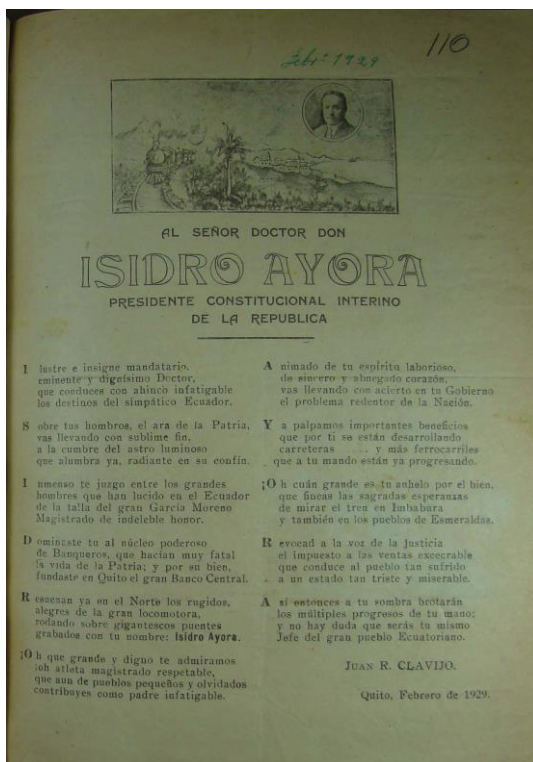 110
Febr. 1929
AL SEÑOR DOCTOR DON
ISIDRO AYORA
PRESIDENTE CONSTITUCIONAL INTERINO
DE LA REPUBLICA
I lustre e insigne mandatario,
eminente y dignísimo Doctor,
que conduces con ahinco infatigable
los destinos del simpático Ecuador.
S obre tus hombros, el ara de la Patria,
vas llevando con sublime fin,
a la cumbre del astro luminoso
que alumbra ya, radiante en su confín.
I nmenso te juzgo entre los grandes
hombres que han lucido en el Ecuador
de la talla del gran García Moreno
Magistrado de indeleble honor.
D ominaste tu al núcleo poderoso
de Banqueros, que hacían muy fatal
la vida de la Patria; y por su bien,
fundaste en Quito el gran Banco Central.
R esuenan ya en el Norte los rugidos,
alegres de la gran locomotora,
rodando sobre gigantescos puentes
grabados con tu nombre: Isidro Ayora.
¡O h que grande y digno te admiramos
¡oh atleta magistrado respetable,
que aun de pueblos pequeños y olvidados
contribuyes como padre infatigable.
A nimado de tu espíritu laborioso,
de sincero y abnegado corazón,
vas llevando con acierto en tu Gobierno
el problema redentor de la Nación.
Y a palpamos importantes beneficios
que por ti se están desarrollando
carreteras .... y más ferrocarriles
que a tu mando están ya progresando.
¡O h cuán grande es tu anhelo por el bien,
que fincas las sagradas esperanzas
de mirar el tren en Imbabura
y también en los pueblos de Esmeraldas.
R evocad a la voz de la Justicia
el impuesto a las ventas execrable
que conduce al pueblo tan sufrido
a un estado tan triste y miserable.
A sí entonces a tu sombra brotarán
los múltiples progresos de tu mano;
y no hay duda que serás tu mismo
Jefe del gran pueblo Ecuatoriano.
JUAN R. CLAVIJO.
Quito, Febrero de 1929.